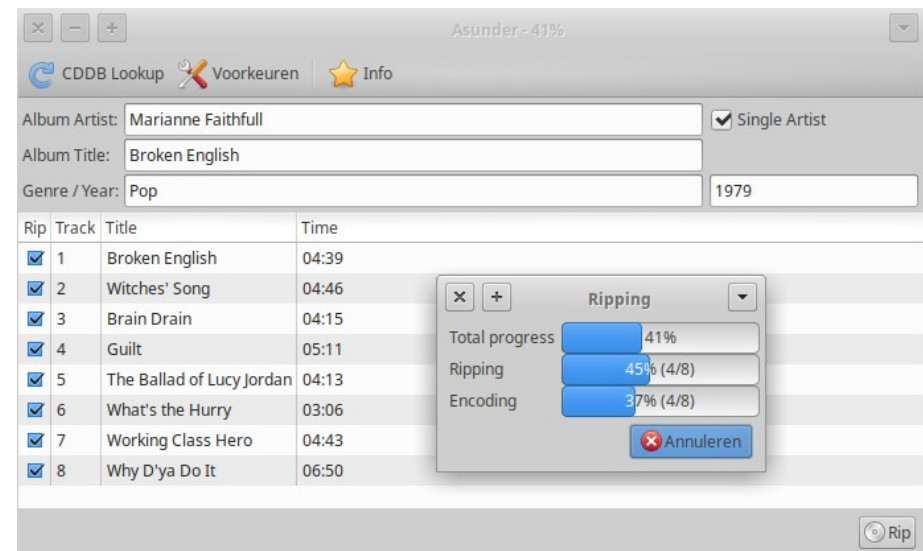 Asunder - 41%
CDDB Lookup Voorkeuren Info
Album Artist: Marianne Faithfull Single Artist
Album Title: Broken English
Genre / Year: Pop 1979
Rip Track Title Time
1 Broken English 04:39
2 Witches' Song 04:46
3 Brain Drain 04:15
4 Guilt 05:11
5 The Ballad of Lucy Jordan 04:13
6 What's the Hurry 03:06
7 Working Class Hero 04:43
8 Why D'ya Do It 06:50
Ripping
Total progress 41%
Ripping 45% (4/8)
Encoding 37% (4/8)
Annuleren
Rip